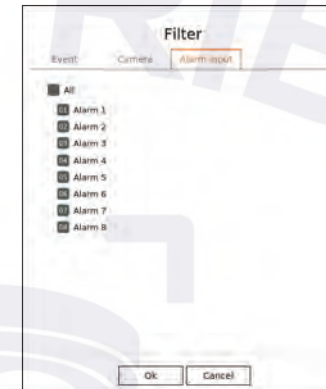 Filter
Event Camera Alarm input
All
01 Alarm 1
02 Alarm 2
03 Alarm 3
04 Alarm 4
05 Alarm 5
06 Alarm 6
07 Alarm 7
08 Alarm 8
Ok Cancel